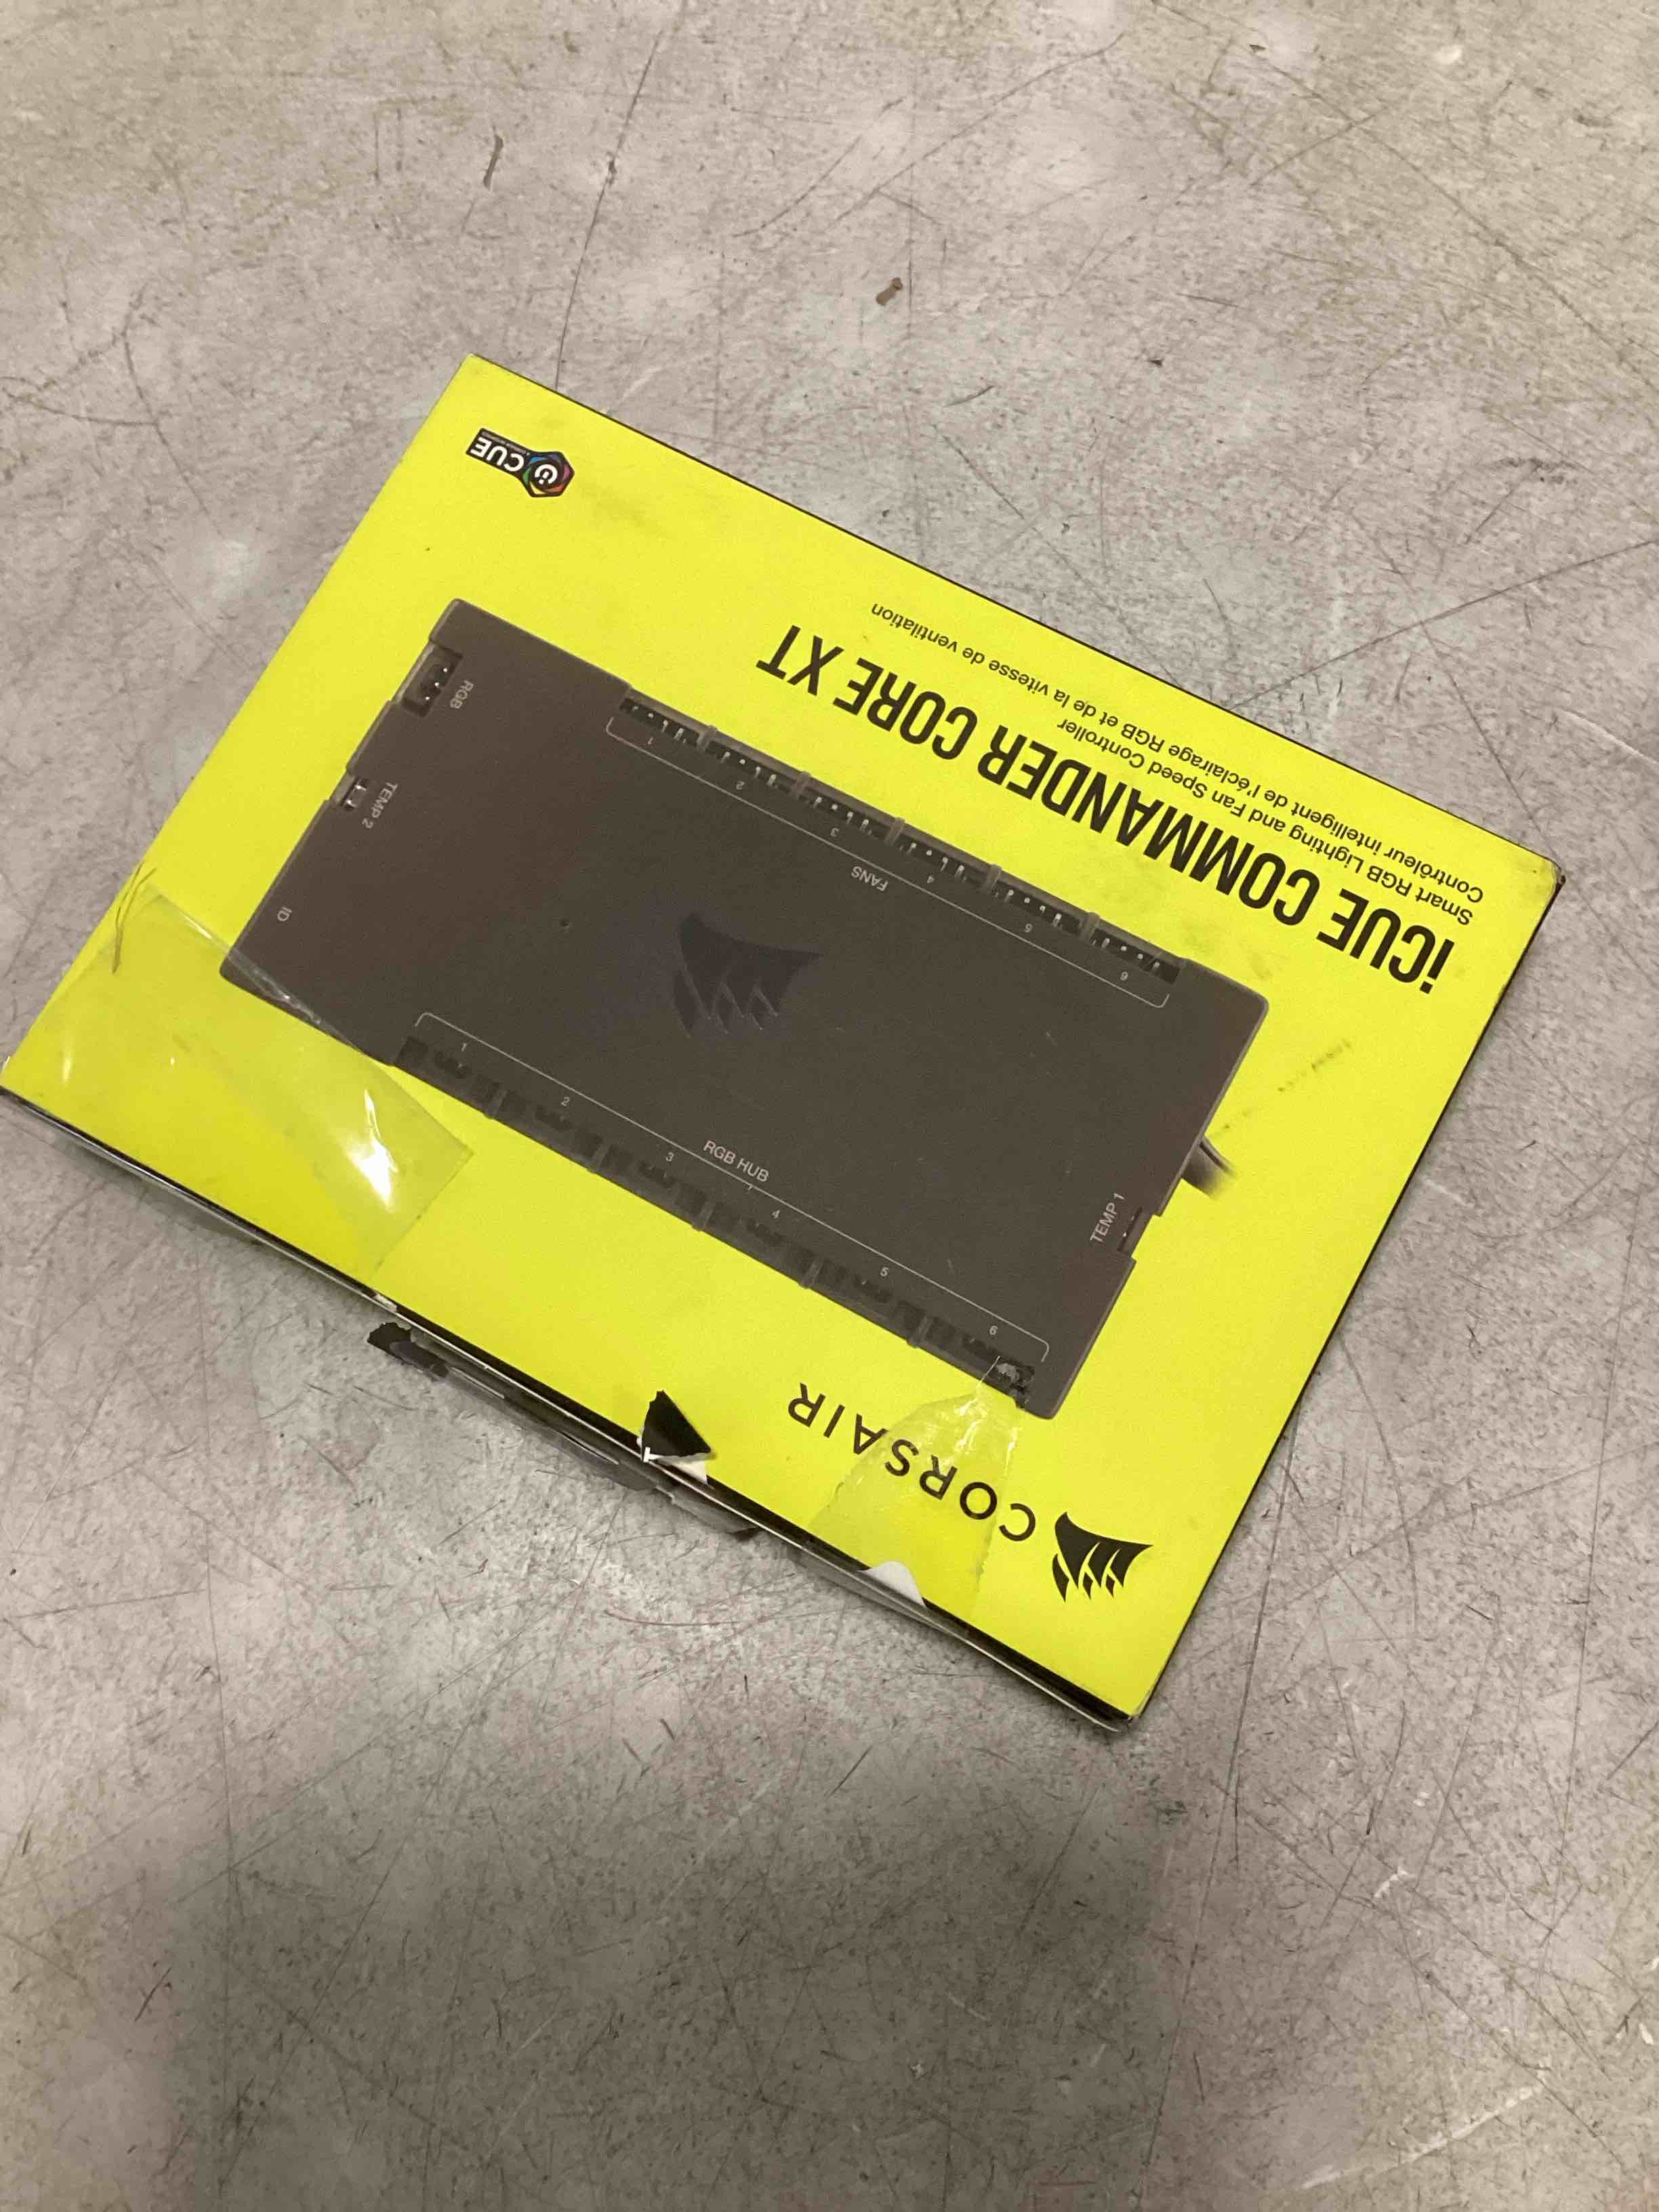 CORSAIR
iCUE COMMANDER CORE XT
Smart RGB Lighting and Fan Speed Controller
Contrôleur intelligent de l'éclairage RGB et de la vitesse de ventilation
iCUE
TEMP 1
RGB HUB
1 2 3 4 5 6
FANS
1 2 3 4 5 6
RGB
TEMP 2
ID